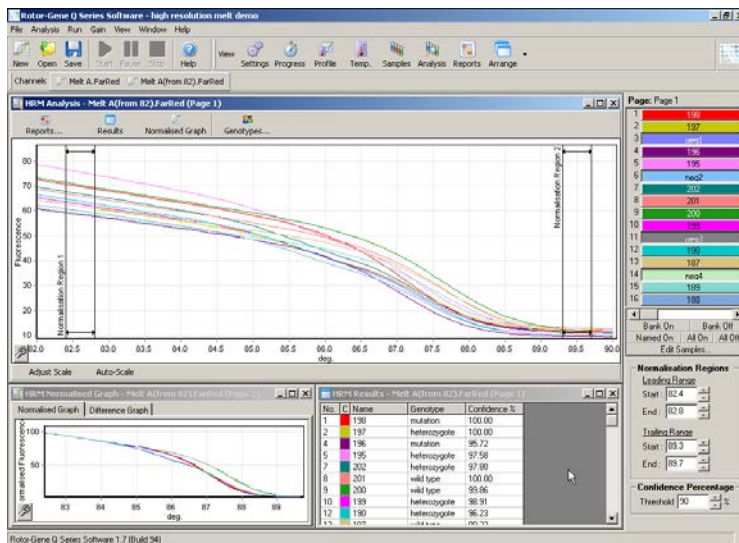 Rotor-Gene Q Series Software - high resolution melt demo
File Analysis Run Gain View Window Help
New Open Save Start Pause Stop Help View Settings Progress Profile Temp. Samples Analysis Reports Arrange
Channels Melt A.FarRed Melt A(from 82).FarRed
HRM Analysis - Melt A(from 82).FarRed (Page 1)
Reports... Results Normalised Graph Genotypes...
80
70
60
50
40
30
20
10
Fluorescence
Normalisation Region 1
Normalisation Region 2
82.0 82.5 83.0 83.5 84.0 84.5 85.0 85.5 86.0 86.5 87.0 87.5 88.0 88.5 89.0 89.5 90.0
deg.
Adjust Scale Auto-Scale
Page: Page 1
1 198
2 197
3 neg1
4 196
5 195
6 neg2
7 202
8 201
9 200
10 199
11 neg3
12 190
13 187
14 neg4
15 189
16 188
Bank On Bank Off
Named On All On All Off
Edit Samples...
Normalisation Regions
Leading Range
Start : 82.4
End : 82.8
Trailing Range
Start : 89.3
End : 89.7
Confidence Percentage
Threshold 90 %
HRM Normalised Graph - Melt A(from 82).FarRed (Page 1)
Normalised Graph Difference Graph
100
50
ormalised Fluorescence
83 84 85 86 87 88 89
deg.
HRM Results - Melt A(from 82).FarRed (Page 1)
No. C Name Genotype Confidence %
1 198 mutation 100.00
2 197 heterozygote 100.00
4 196 mutation 95.72
5 195 heterozygote 97.58
7 202 heterozygote 97.80
8 201 wild type 100.00
9 200 wild type 99.86
10 199 heterozygote 98.91
12 190 heterozygote 96.23
Rotor-Gene Q Series Software 1.7 (Build 94)